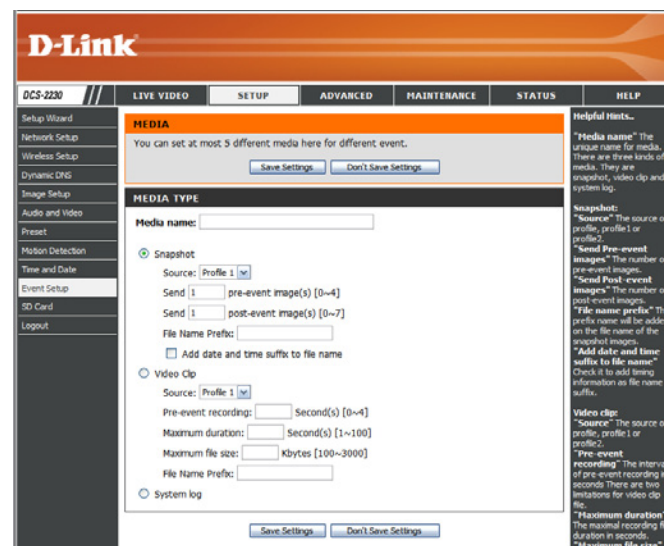 D-Link
DCS-2230
LIVE VIDEO
SETUP
ADVANCED
MAINTENANCE
STATUS
HELP
Setup Wizard
Network Setup
Wireless Setup
Dynamic DNS
Image Setup
Audio and Video
Preset
Motion Detection
Time and Date
Event Setup
SD Card
Logout
MEDIA
You can set at most 5 different media here for different event.
Save Settings Don't Save Settings
MEDIA TYPE
Media name:
Snapshot
Source: Profile 1
Send 1 pre-event image(s) [0~4]
Send 1 post-event image(s) [0~7]
File Name Prefix:
Add date and time suffix to file name
Video Clip
Source: Profile 1
Pre-event recording: Second(s) [0~4]
Maximum duration: Second(s) [1~100]
Maximum file size: Kbytes [100~3000]
File Name Prefix:
System log
Save Settings Don't Save Settings
Helpful Hints..
"Media name" The
unique name for media.
There are three kinds of
media. They are
snapshot, video clip and
system log.
Snapshot:
"Source" The source o
profile, profile1 or
profile2.
"Send Pre-event
images" The number o
pre-event images.
"Send Post-event
images" The number o
post-event images.
"File name prefix" Th
prefix name will be adde
on the file name of the
snapshot images.
"Add date and time
suffix to file name"
Check it to add timing
information as file name
suffix.
Video clip:
"Source" The source o
profile, profile1 or
profile2.
"Pre-event
recording" The interva
of pre-event recording i
seconds There are two
limitations for video clip
file.
"Maximum duration"
The maximal recording fi
duration in seconds.
"Maximum file size"